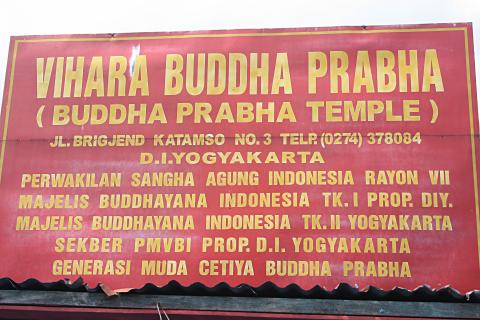 VIHARA BUDDHA PRABHA
( BUDDHA PRABHA TEMPLE )
JL. BRIGJEND KATAMSO NO. 3 TELP. (0274) 378084
D.I.YOGYAKARTA
PERWAKILAN SANGHA AGUNG INDONESIA RAYON VII
MAJELIS BUDDHAYANA INDONESIA TK. I PROP. DIY.
MAJELIS BUDDHAYANA INDONESIA TK. II YOGYAKARTA
SEKBER PMVBI PROP. D.I. YOGYAKARTA
GENERASI MUDA CETIYA BUDDHA PRABHA